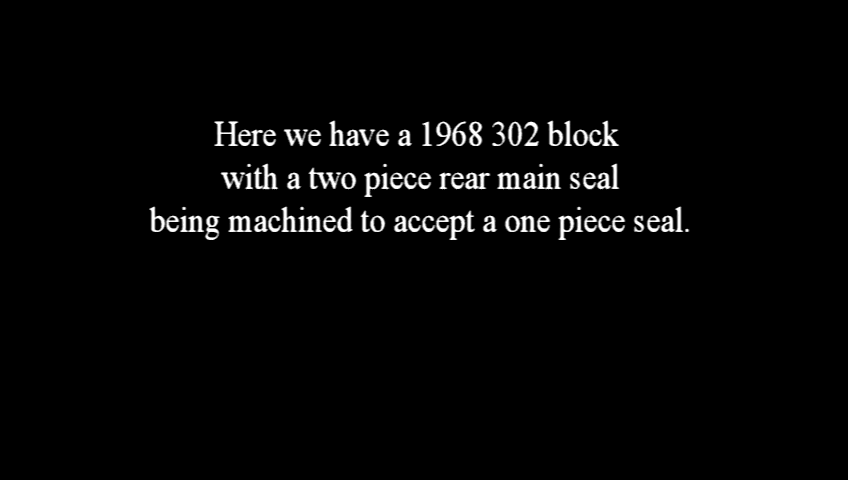 Here we have a 1968 302 block
with a two piece rear main seal
being machined to accept a one piece seal.